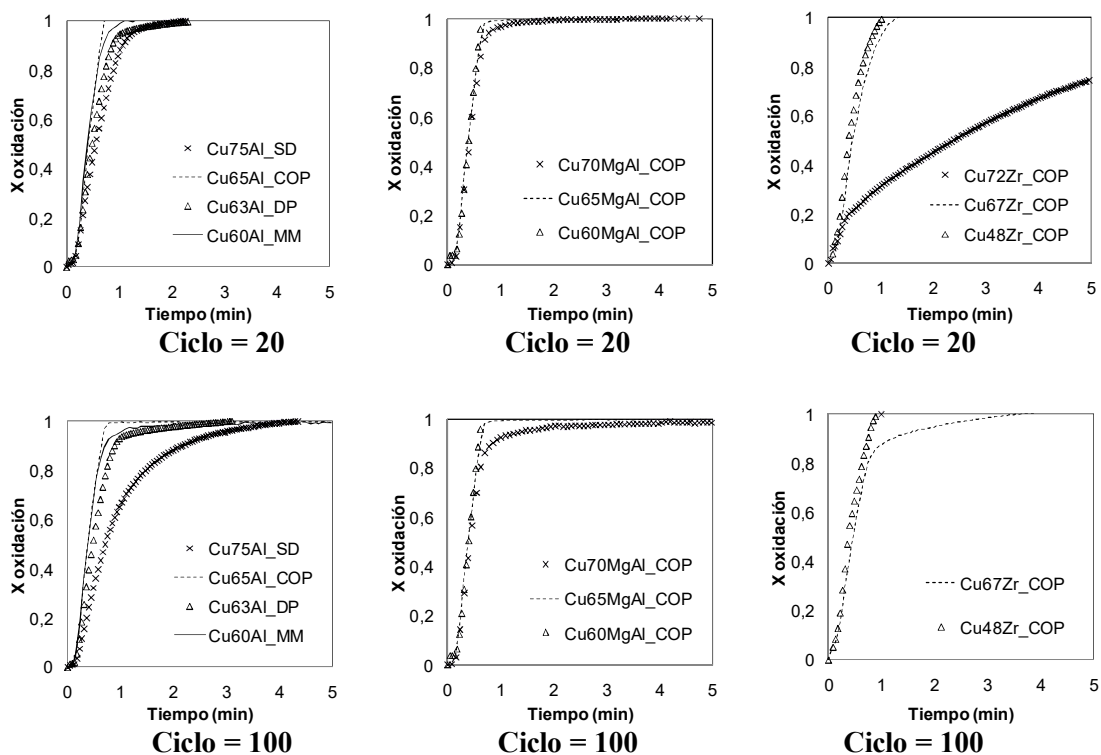 X oxidación
1
0,8
0,6
0,4
0,2
0
Cu75Al_SD
Cu65Al_COP
Cu63Al_DP
Cu60Al_MM
0 1 2 3 4 5
Tiempo (min)
Ciclo = 20
X oxidación
1
0,8
0,6
0,4
0,2
0
Cu70MgAl_COP
Cu65MgAl_COP
Cu60MgAl_COP
0 1 2 3 4 5
Tiempo (min)
Ciclo = 20
X oxidación
1
0,8
0,6
0,4
0,2
0
Cu72Zr_COP
Cu67Zr_COP
Cu48Zr_COP
0 1 2 3 4 5
Tiempo (min)
Ciclo = 20
X oxidación
1
0,8
0,6
0,4
0,2
0
Cu75Al_SD
Cu65Al_COP
Cu63Al_DP
Cu60Al_MM
0 1 2 3 4 5
Tiempo (min)
Ciclo = 100
X oxidación
1
0,8
0,6
0,4
0,2
0
Cu70MgAl_COP
Cu65MgAl_COP
Cu60MgAl_COP
0 1 2 3 4 5
Tiempo (min)
Ciclo = 100
X oxidación
1
0,8
0,6
0,4
0,2
0
Cu67Zr_COP
Cu48Zr_COP
0 1 2 3 4 5
Tiempo (min)
Ciclo = 100